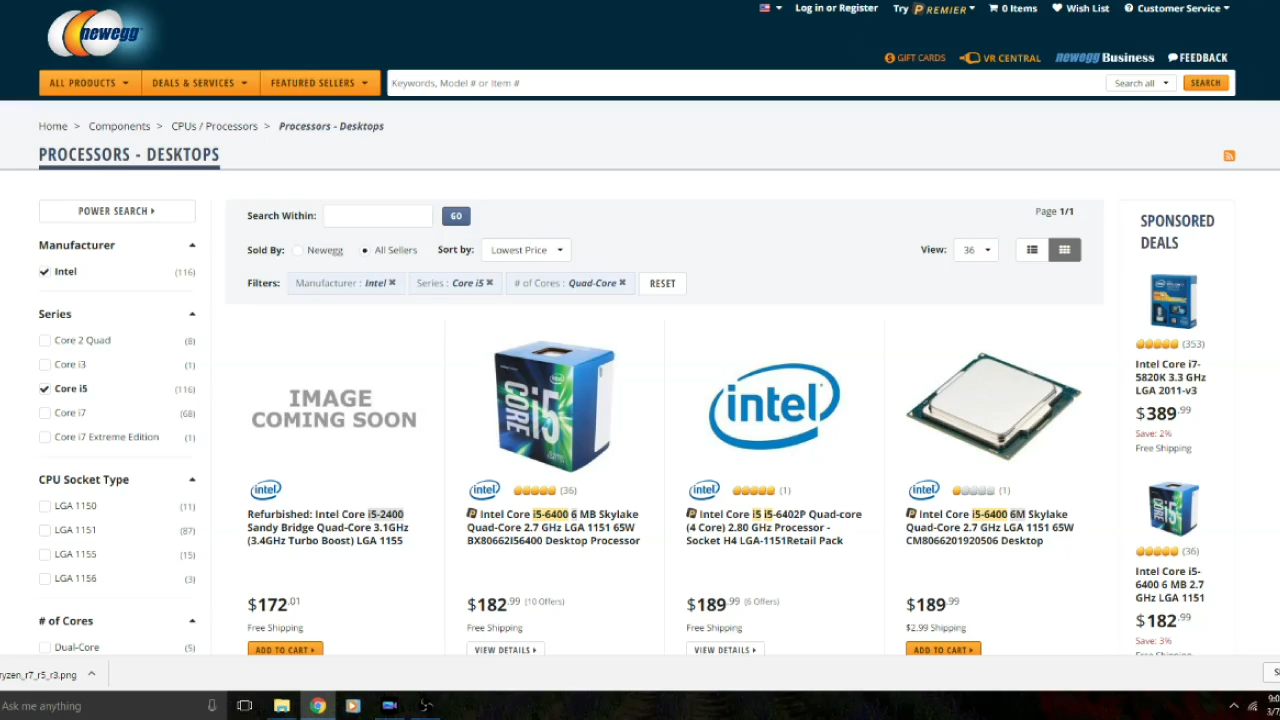 Log in or Register Try PREMIER 0 Items Wish List Customer Service
newegg
GIFT CARDS VR CENTRAL newegg Business FEEDBACK
ALL PRODUCTS DEALS & SERVICES FEATURED SELLERS Keywords, Model # or Item # Search all SEARCH
Home > Components > CPUs / Processors > Processors - Desktops
PROCESSORS - DESKTOPS
POWER SEARCH
Manufacturer
Intel (116)
Series
Core 2 Quad (8)
Core i3 (1)
Core i5 (116)
Core i7 (68)
Core i7 Extreme Edition (1)
CPU Socket Type
LGA 1150 (11)
LGA 1151 (87)
LGA 1155 (15)
LGA 1156 (3)
# of Cores
Dual-Core (5)
Search Within: GO Page 1/1
Sold By: Newegg All Sellers Sort by: Lowest Price View: 36
Filters: Manufacturer : Intel Series : Core i5 # of Cores : Quad-Core RESET
IMAGE
COMING SOON
intel
Refurbished: Intel Core i5-2400
Sandy Bridge Quad-Core 3.1GHz
(3.4GHz Turbo Boost) LGA 1155
$172.01
Free Shipping
ADD TO CART
CORE i5
intel (36)
Intel Core i5-6400 6 MB Skylake
Quad-Core 2.7 GHz LGA 1151 65W
BX80662I56400 Desktop Processor
$182.99 (10 Offers)
Free Shipping
VIEW DETAILS
intel
intel (1)
Intel Core i5 i5-6402P Quad-core
(4 Core) 2.80 GHz Processor -
Socket H4 LGA-1151Retail Pack
$189.99 (6 Offers)
Free Shipping
VIEW DETAILS
intel (1)
Intel Core i5-6400 6M Skylake
Quad-Core 2.7 GHz LGA 1151 65W
CM8066201920506 Desktop
$189.99
$2.99 Shipping
ADD TO CART
SPONSORED
DEALS
(353)
Intel Core i7-
5820K 3.3 GHz
LGA 2011-v3
$389.99
Save: 2%
Free Shipping
(36)
Intel Core i5-
6400 6 MB 2.7
GHz LGA 1151
$182.99
Save: 3%
Free Shipping
ryzen_r7_r5_r3.png
Ask me anything